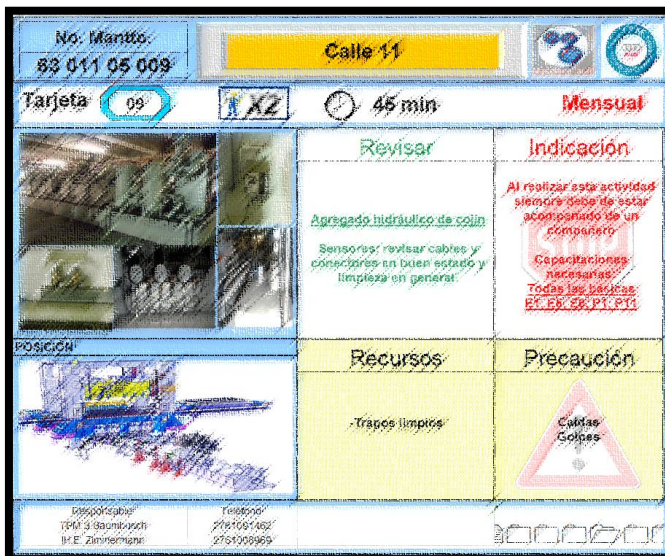 No. Mantto.
63 011 05 009
Calle 11
Tarjeta 09
X2
45 min
Mensual
Revisar
Agregado hidráulico de cojín
Sensores: revisar cables y
conectores en buen estado y
limpieza en general.
Indicación
Al realizar esta actividad
siempre debe de estar
acompañado de un
compañero
Capacitaciones
necesarias:
Todas las básicas
POSICIÓN
Recursos
-Trapos limpios
Precaución
Caídas
Golpes
Responsable:
TPM 3 Baumbusch
IH.E. Zimmermann
Teléfono: